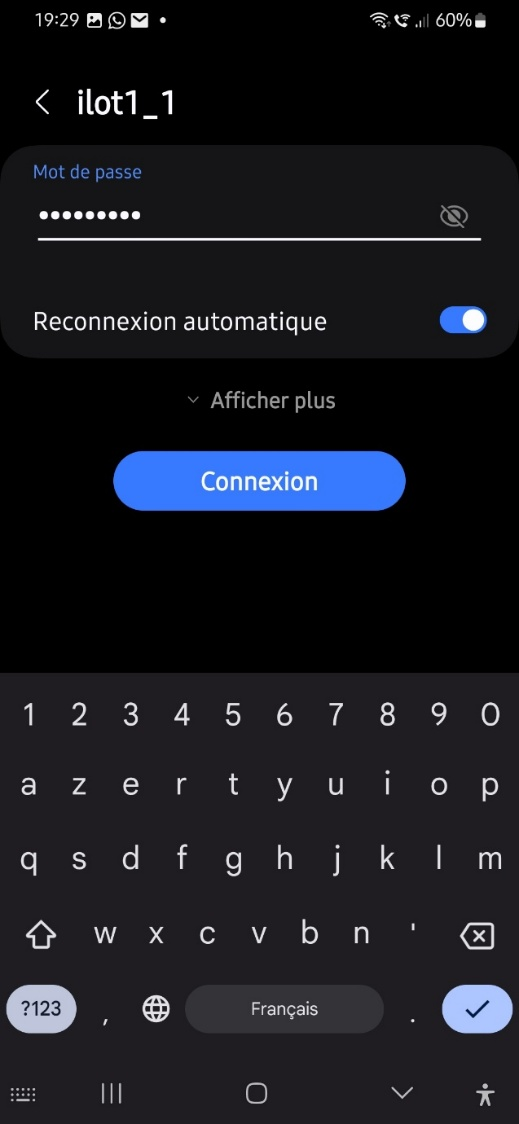 19:29
60%
ilot1_1
Mot de passe
•••••••••
Reconnexion automatique
Afficher plus
Connexion
1 2 3 4 5 6 7 8 9 0
a z e r t y u i o p
q s d f g h j k l m
w x c v b n '
?123 , Français .